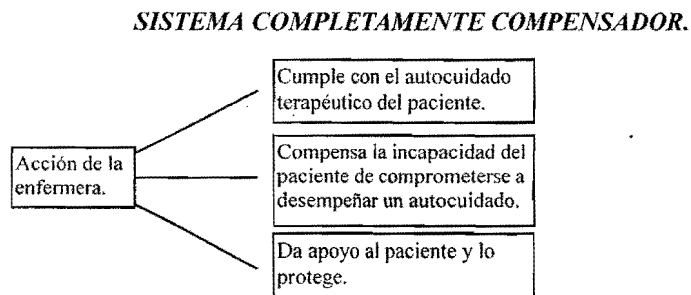 SISTEMA COMPLETAMENTE COMPENSADOR.
Cumple con el autocuidado
terapéutico del paciente.
Acción de la
enfermera.
Compensa la incapacidad del
paciente de comprometerse a
desempeñar un autocuidado.
Da apoyo al paciente y lo
protege.